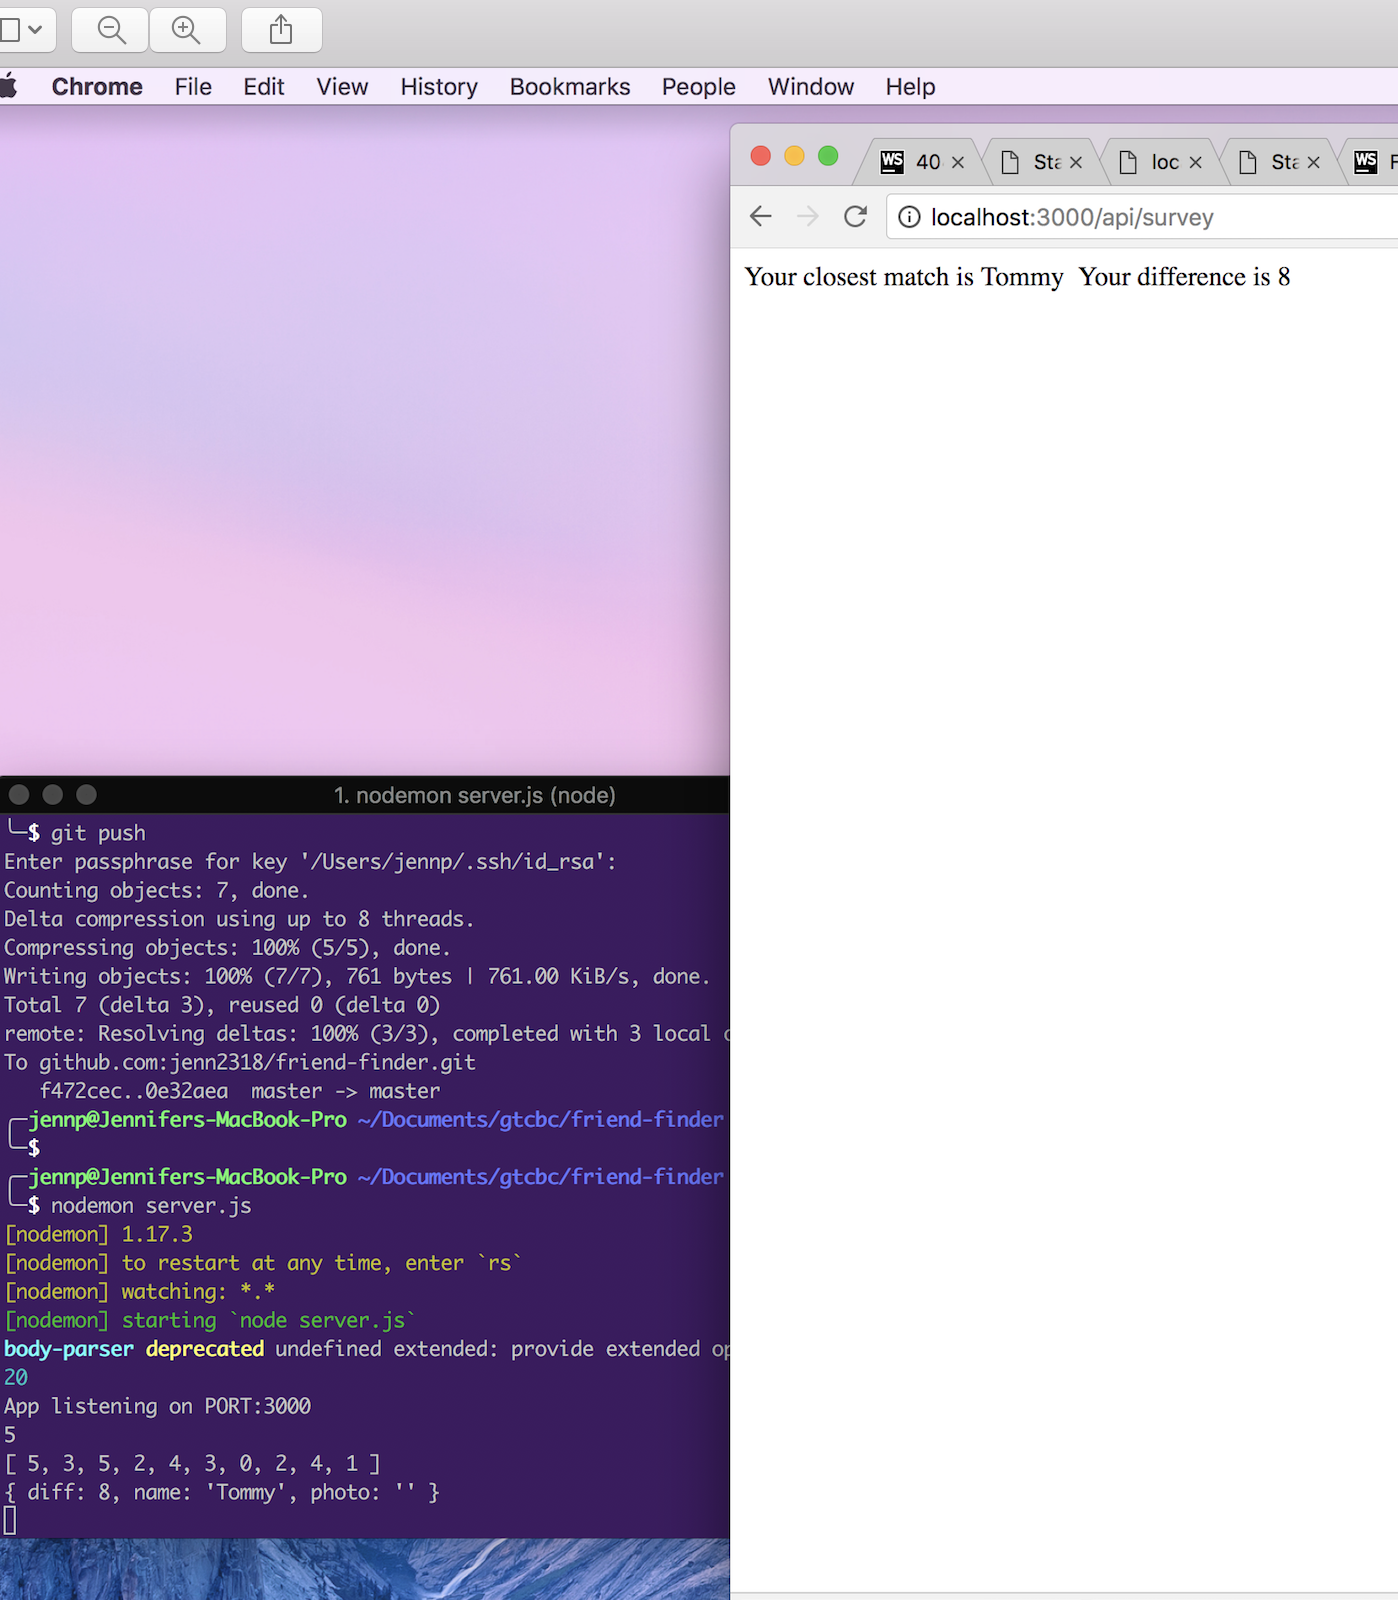 Chrome File Edit View History Bookmarks People Window Help
WS 40 Sta loc Sta WS F
localhost:3000/api/survey
Your closest match is Tommy  Your difference is 8
1. nodemon server.js (node)
$ git push
Enter passphrase for key '/Users/jennp/.ssh/id_rsa':
Counting objects: 7, done.
Delta compression using up to 8 threads.
Compressing objects: 100% (5/5), done.
Writing objects: 100% (7/7), 761 bytes | 761.00 KiB/s, done.
Total 7 (delta 3), reused 0 (delta 0)
remote: Resolving deltas: 100% (3/3), completed with 3 local
To github.com:jenn2318/friend-finder.git
f472cec..0e32aea  master -> master
jennp@Jennifers-MacBook-Pro ~/Documents/gtcbc/friend-finder
$
jennp@Jennifers-MacBook-Pro ~/Documents/gtcbc/friend-finder
$ nodemon server.js
[nodemon] 1.17.3
[nodemon] to restart at any time, enter `rs`
[nodemon] watching: *.*
[nodemon] starting `node server.js`
body-parser deprecated undefined extended: provide extended op
20
App listening on PORT:3000
5
[ 5, 3, 5, 2, 4, 3, 0, 2, 4, 1 ]
{ diff: 8, name: 'Tommy', photo: '' }